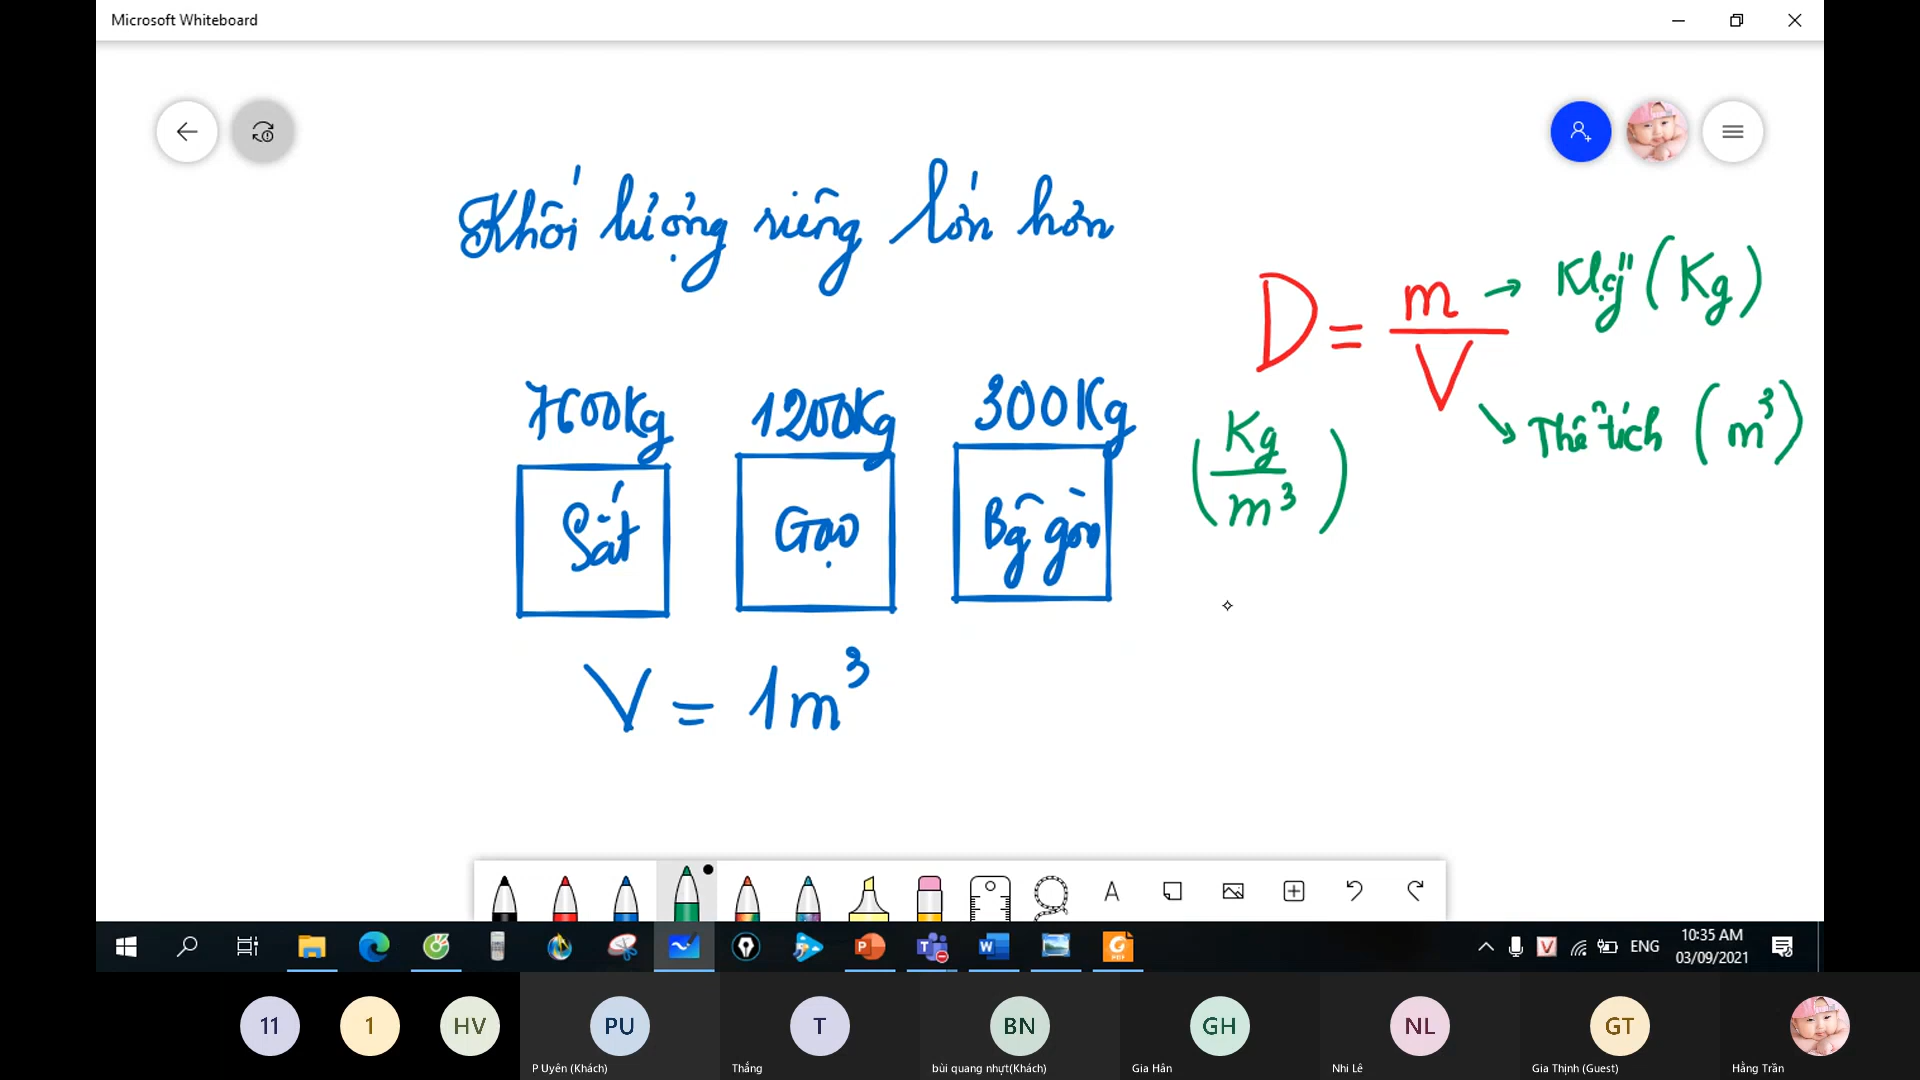 Microsoft Whiteboard
Khối lượng riêng lớn hơn
D = m/V
→ Klg (Kg)
↘ Thể tích (m³)
(Kg/m³)
7600Kg 1200Kg 300Kg
Sắt Gạo Bông gòn
V = 1m³
A
ENG
10:35 AM
03/09/2021
11 1 HV PU T BN GH NL GT
P Uyên (Khách) Thắng bùi quang nhựt(Khách) Gia Hân Nhi Lê Gia Thịnh (Guest) Hằng Trần